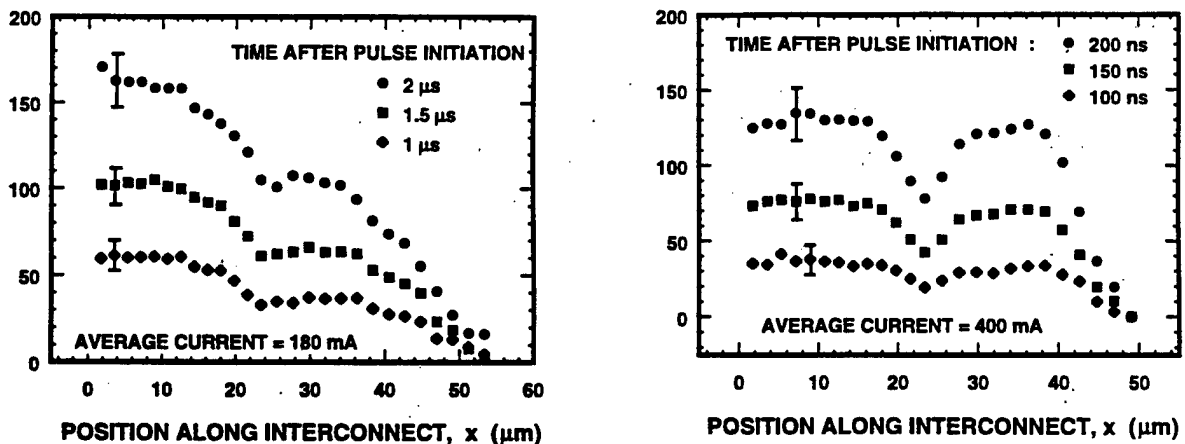 200
150
100
50
0
TIME AFTER PULSE INITIATION
2 μs
1.5 μs
1 μs
AVERAGE CURRENT = 180 mA
0 10 20 30 40 50 60
POSITION ALONG INTERCONNECT, x (μm)
200
150
100
50
0
TIME AFTER PULSE INITIATION :
200 ns
150 ns
100 ns
AVERAGE CURRENT = 400 mA
0 10 20 30 40 50
POSITION ALONG INTERCONNECT, x (μm)